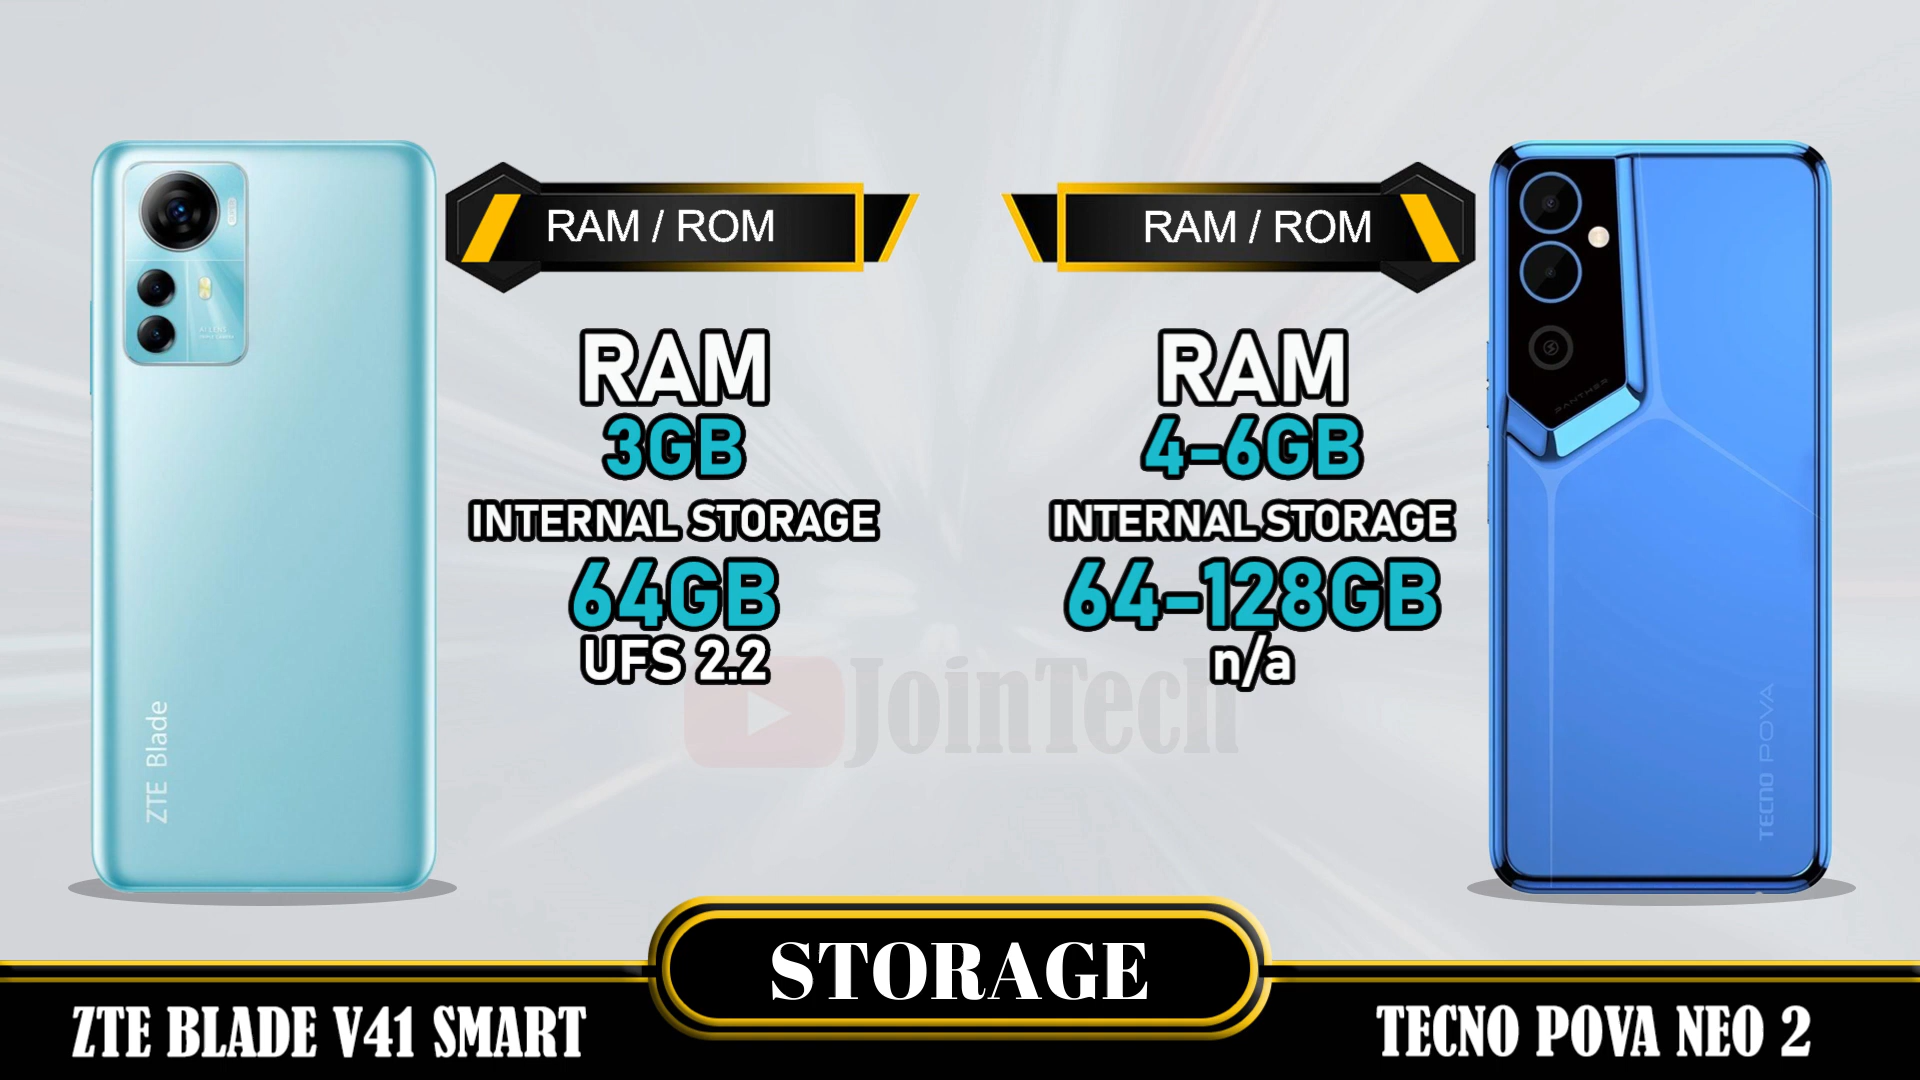 RAM / ROM
RAM
3GB
INTERNAL STORAGE
64GB
UFS 2.2
RAM / ROM
RAM
4-6GB
INTERNAL STORAGE
64-128GB
n/a
JoinTech
ZTE Blade
PANTHER
TECNO POVA
STORAGE
ZTE BLADE V41 SMART
TECNO POVA NEO 2